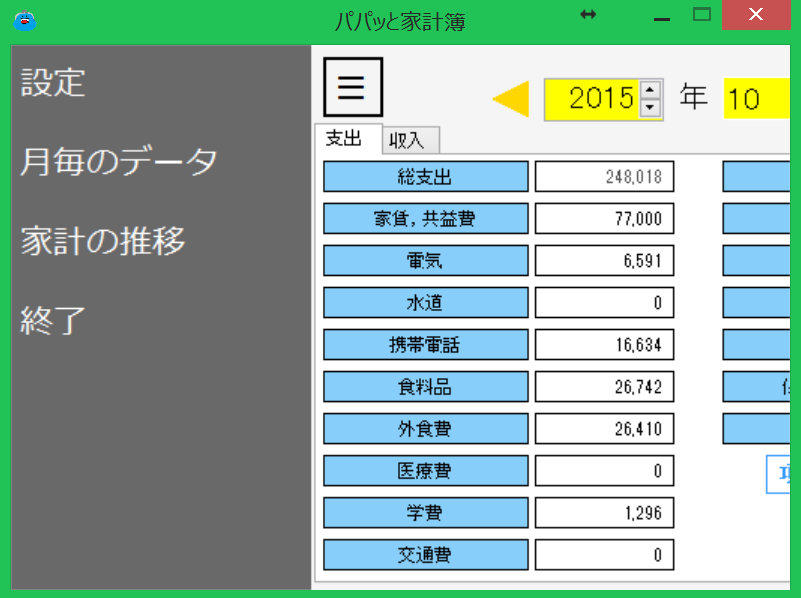 パパッと家計簿
設定
月毎のデータ
家計の推移
終了
2015 年 10
支出 収入
総支出 248,018
家賃,共益費 77,000
電気 6,591
水道 0
携帯電話 16,634
食料品 26,742
外食費 26,410
医療費 0
学費 1,296
交通費 0